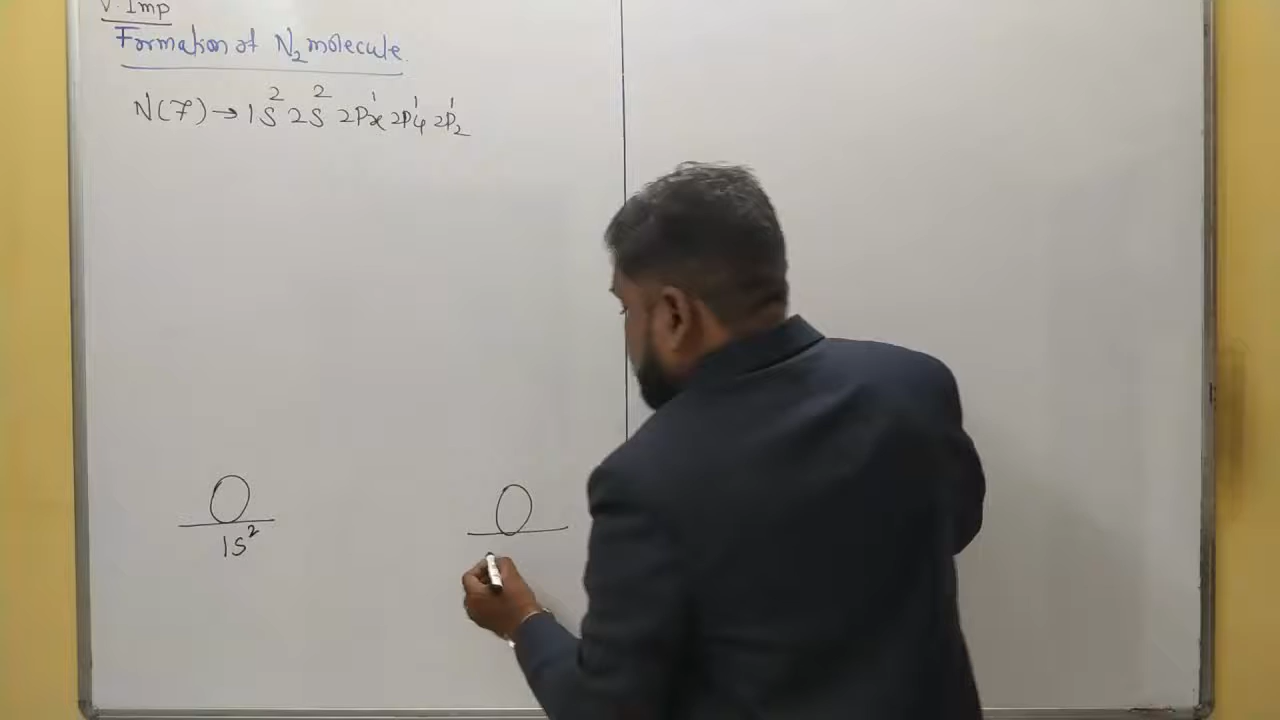 V. Imp
Formation of N₂ molecule.
N(7) → 1S² 2S² 2Px¹ 2Py¹ 2Pz¹
1S²